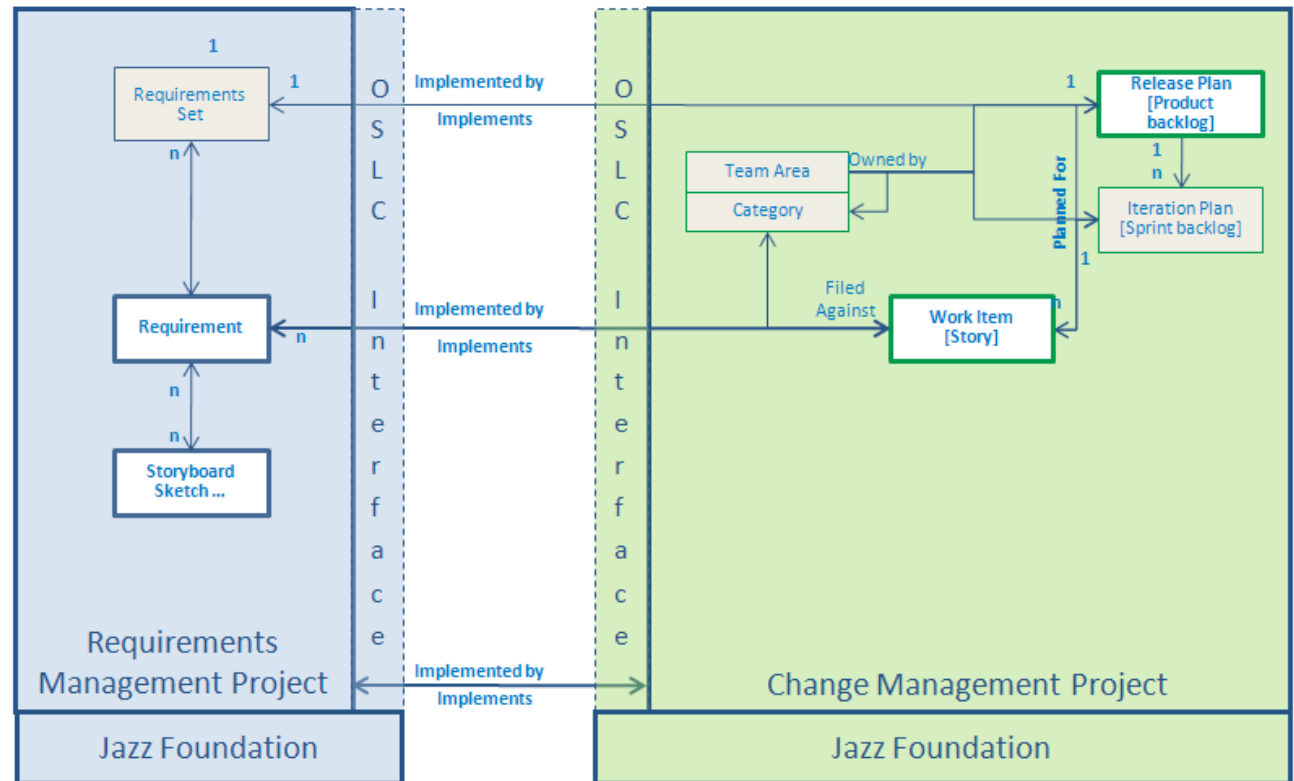 1
Requirements
Set
1
n
Requirement
n
n
n
Storyboard
Sketch ...
Requirements
Management Project
Jazz Foundation
O
S
L
C
I
n
t
e
r
f
a
c
e
Implemented by
Implements
Implemented by
Implements
Implemented by
Implements
O
S
L
C
I
n
t
e
r
f
a
c
e
Team Area
Category
Owned by
Filed
Against
Work Item
[Story]
n
1
Planned For
1
Release Plan
[Product
backlog]
1
n
Iteration Plan
[Sprint backlog]
Change Management Project
Jazz Foundation